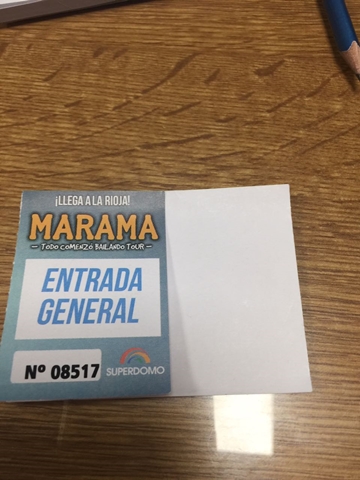 ¡LLEGA A LA RIOJA!
MARAMA
— TODO COMENZÓ BAILANDO TOUR —
ENTRADA
GENERAL
Nº 08517
SUPERDOMO